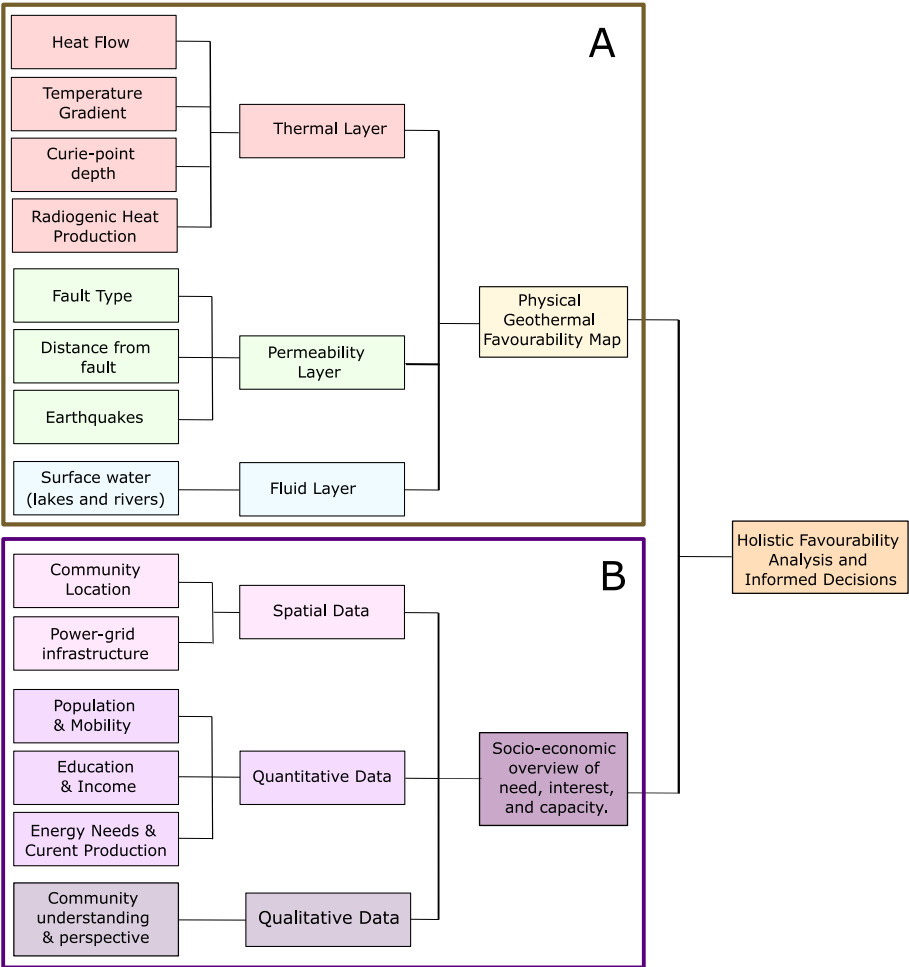 A
Heat Flow
Temperature
Gradient
Curie-point
depth
Radiogenic Heat
Production
Thermal Layer
Fault Type
Distance from
fault
Earthquakes
Permeability
Layer
Surface water
(lakes and rivers)
Fluid Layer
Physical
Geothermal
Favourability Map
B
Community
Location
Power-grid
infrastructure
Spatial Data
Population
& Mobility
Education
& Income
Energy Needs &
Curent Production
Quantitative Data
Community
understanding
& perspective
Qualitative Data
Socio-economic
overview of
need, interest,
and capacity.
Holistic Favourability
Analysis and
Informed Decisions